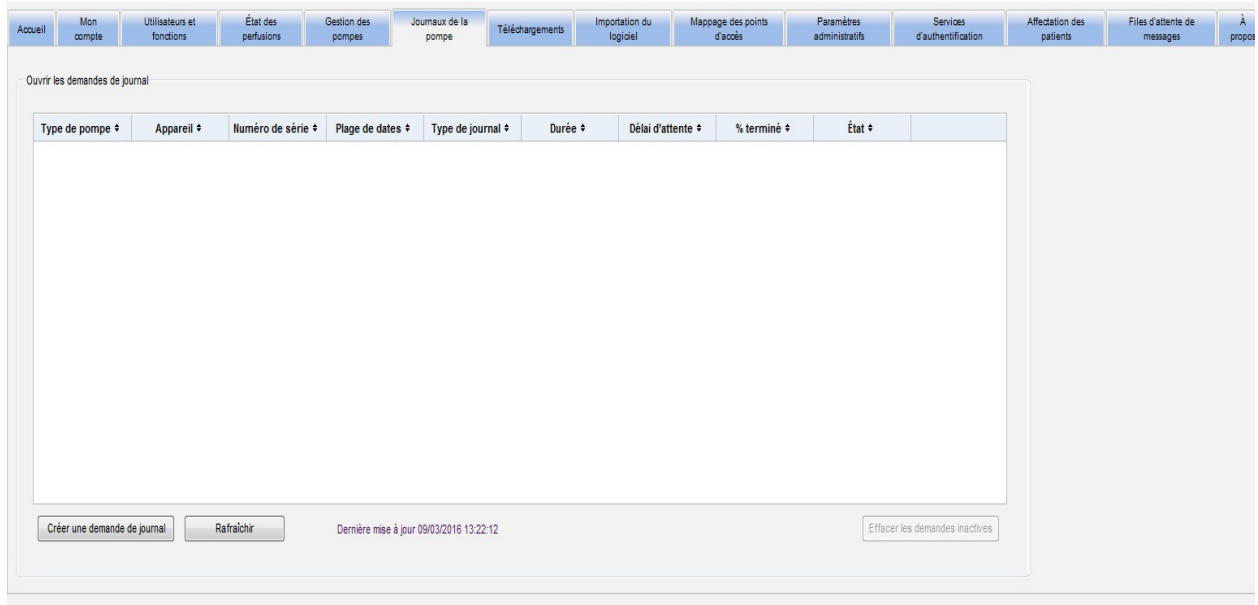 Accueil
Mon compte
Utilisateurs et fonctions
État des perfusions
Gestion des pompes
Journaux de la pompe
Téléchargements
Importation du logiciel
Mappage des points d'accès
Paramètres administratifs
Services d'authentification
Affectation des patients
Files d'attente de messages
À propos
Ouvrir les demandes de journal
Type de pompe Appareil Numéro de série Plage de dates Type de journal Durée Délai d'attente % terminé État
Créer une demande de journal Rafraîchir Dernière mise à jour 09/03/2016 13:22:12 Effacer les demandes inactives